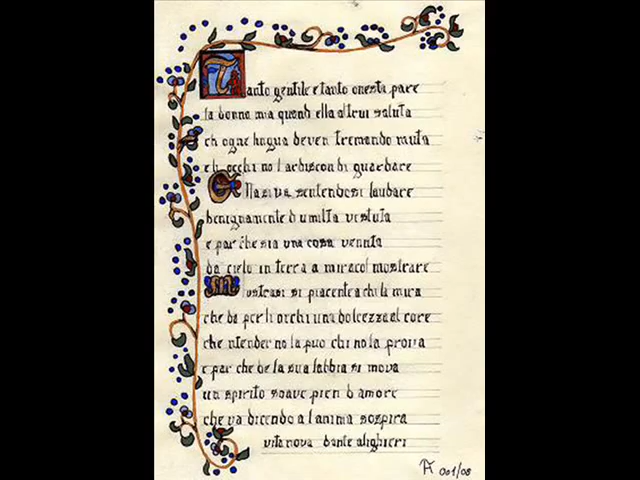 Tanto gentile e tanto onesta pare
la donna mia quand ella altrui saluta
ch ogne lingua deven tremando muta
e li occhi no l ardiscon di guardare
Ella si va sentendosi laudare
benignamente d umilta vestuta
e par che sia una cosa venuta
da cielo in terra a miracol mostrare
Mostrasi si piacente a chi la mira
che da per li occhi una dolcezza al core
che ntender no la puo chi no la prova
e par che de la sua labbia si mova
un spirito soave pien d amore
che va dicendo a l anima sospira
vita nova dante alighieri
001/08